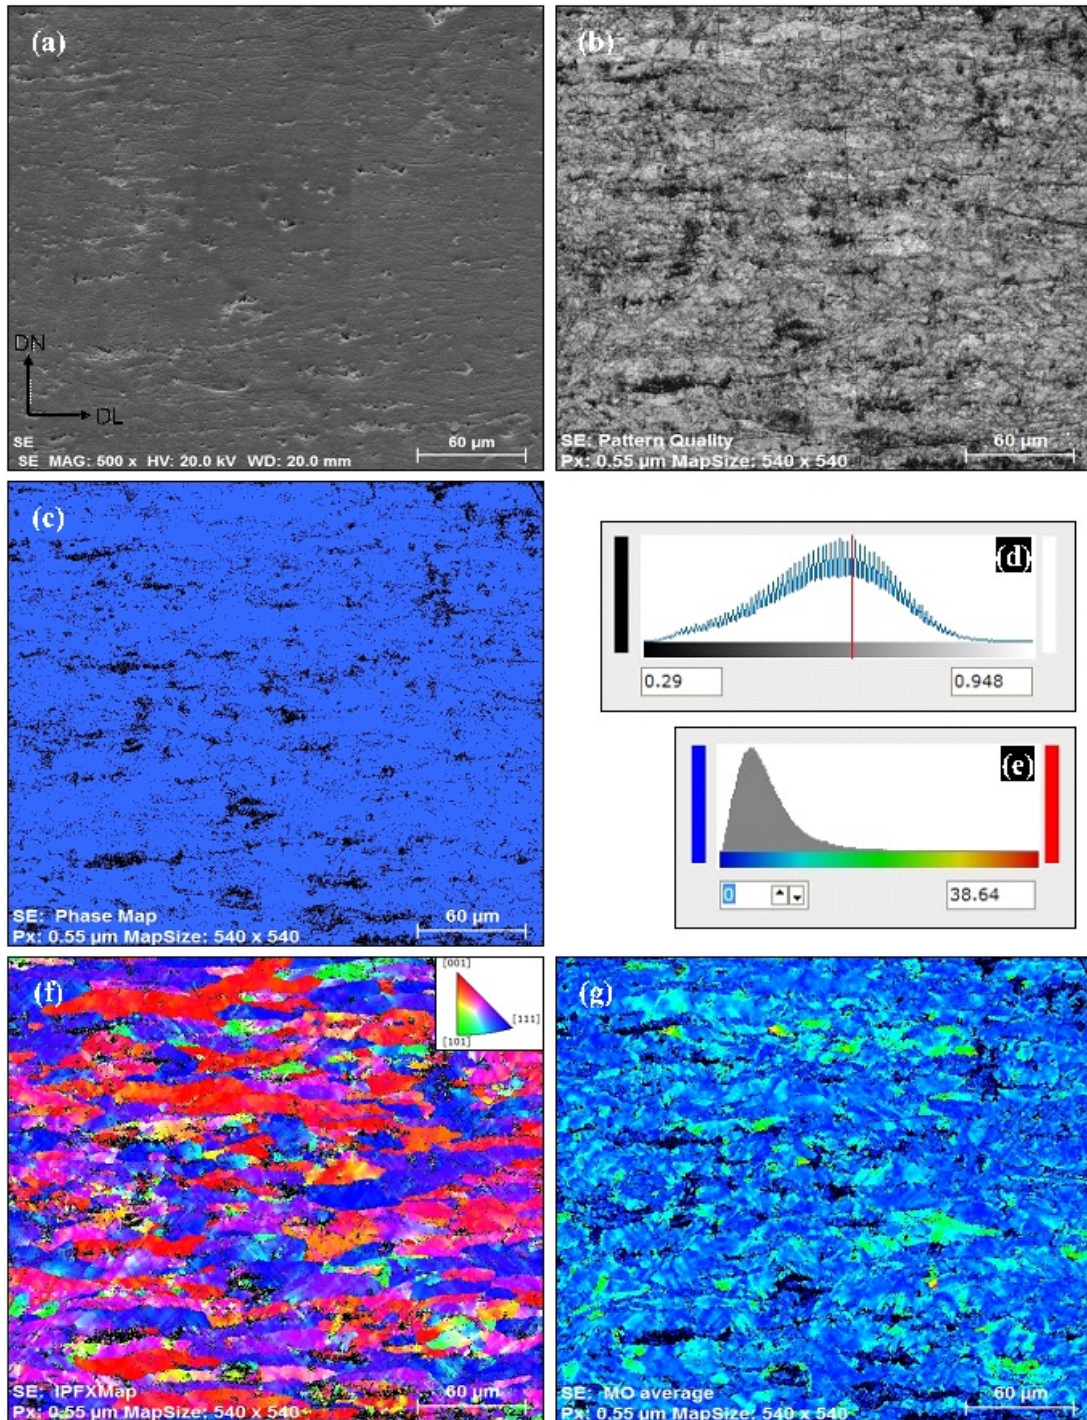 (a)
DN
DL
SE
SE MAG: 500 x HV: 20.0 kV WD: 20.0 mm
60 µm
(b)
SE: Pattern Quality
Px: 0.55 µm MapSize: 540 x 540
60 µm
(c)
SE: Phase Map
Px: 0.55 µm MapSize: 540 x 540
60 µm
(d)
0.29
0.948
(e)
0
38.64
(f)
[001]
[111]
[101]
SE: IPFXMap
Px: 0.55 µm MapSize: 540 x 540
60 µm
(g)
SE: MO average
Px: 0.55 µm MapSize: 540 x 540
60 µm